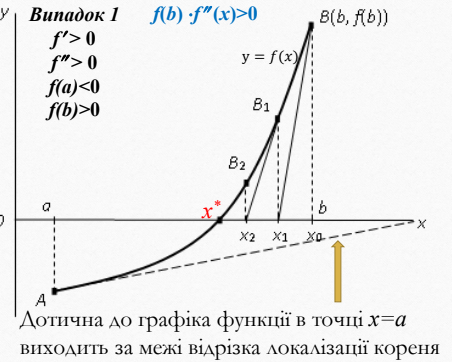 y
Випадок 1 f(b)·f″(x)>0
f′> 0
f″> 0
f(a)<0
f(b)>0
B(b, f(b))
y = f(x)
B₁
B₂
a
x*
b
0
x₂ x₁ x₀
x
A
Дотична до графіка функції в точці x=a
виходить за межі відрізка локалізації кореня